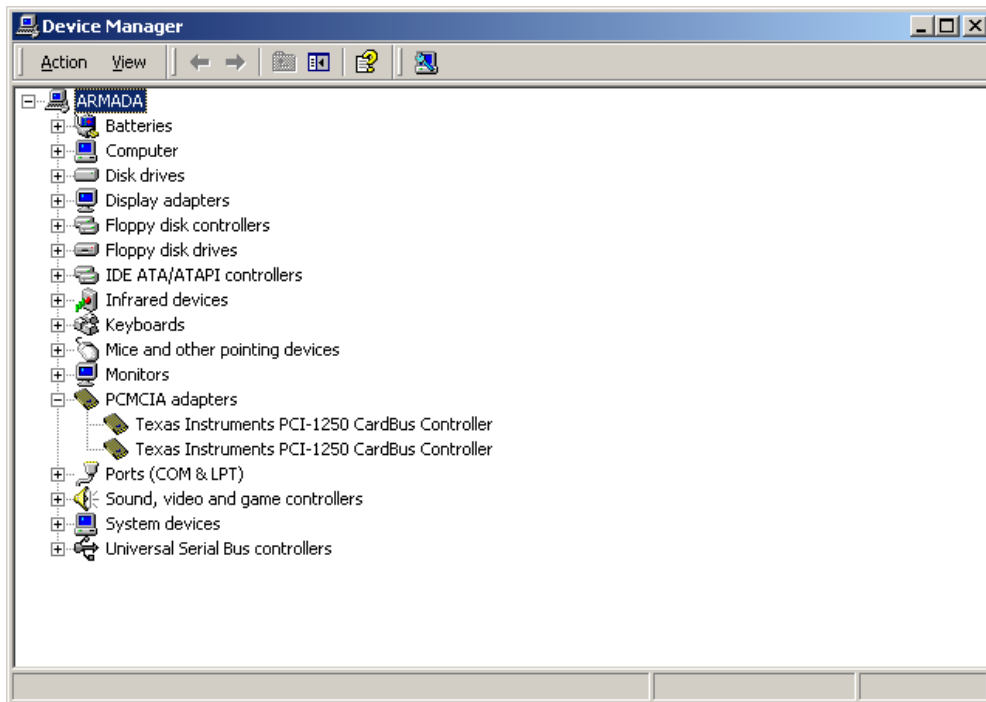 Device Manager
Action View
ARMADA
Batteries
Computer
Disk drives
Display adapters
Floppy disk controllers
Floppy disk drives
IDE ATA/ATAPI controllers
Infrared devices
Keyboards
Mice and other pointing devices
Monitors
PCMCIA adapters
Texas Instruments PCI-1250 CardBus Controller
Texas Instruments PCI-1250 CardBus Controller
Ports (COM & LPT)
Sound, video and game controllers
System devices
Universal Serial Bus controllers